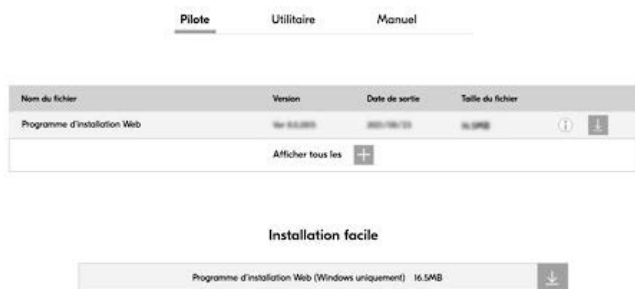 Pilote Utilitaire Manuel
Nom du fichier Version Date de sortie Taille du fichier
Programme d'installation Web
Afficher tous les
Installation facile
Programme d'installation Web (Windows uniquement) 16.5MB